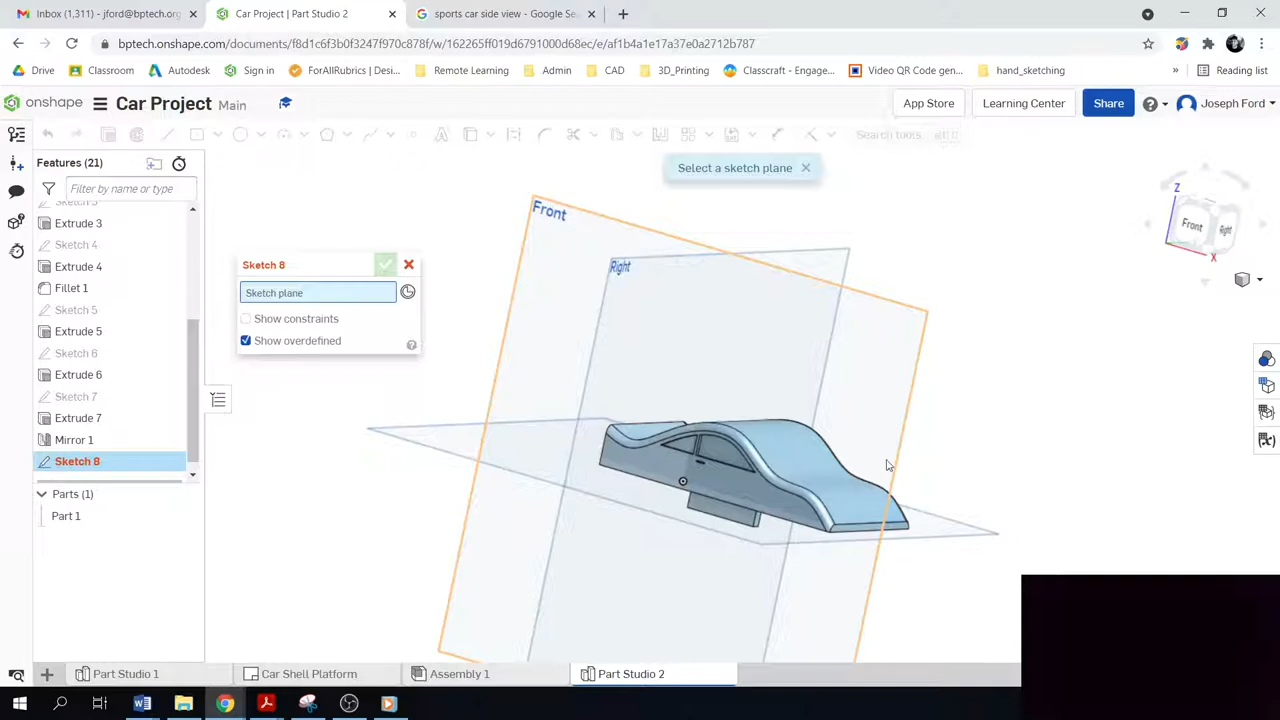 Inbox (1,311) - jford@bptech.org
Car Project | Part Studio 2
sports car side view - Google Se
bptech.onshape.com/documents/f8d1c6f3b0f3247f970c878f/w/162265ff019d6791000d68ec/e/af1b4a1e17a37e0a2712b787
Drive
Classroom
Autodesk
Sign in
ForAllRubrics | Desi...
Remote Learning
Admin
CAD
3D_Printing
Classcraft - Engage...
Video QR Code gen...
hand_sketching
»
Reading list
onshape
Car Project
Main
App Store
Learning Center
Share
Joseph Ford
Search tools...
Features (21)
Select a sketch plane
Filter by name or type
Extrude 3
Sketch 4
Extrude 4
Fillet 1
Sketch 5
Extrude 5
Sketch 6
Extrude 6
Sketch 7
Extrude 7
Mirror 1
Sketch 8
Parts (1)
Part 1
Sketch 8
Sketch plane
Show constraints
Show overdefined
Front
Right
Z
Front
Right
X
Part Studio 1
Car Shell Platform
Assembly 1
Part Studio 2